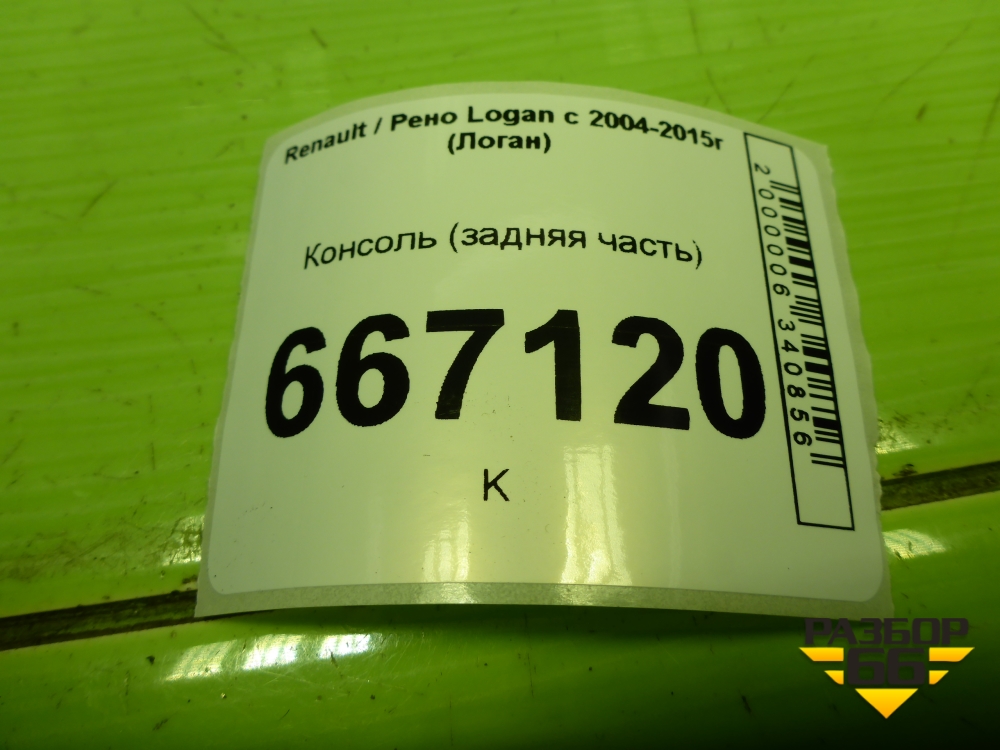 Renault / Рено Logan с 2004-2015г
(Логан)
Консоль (задняя часть)
667120
К
2000006340856
РАЗБОР
66